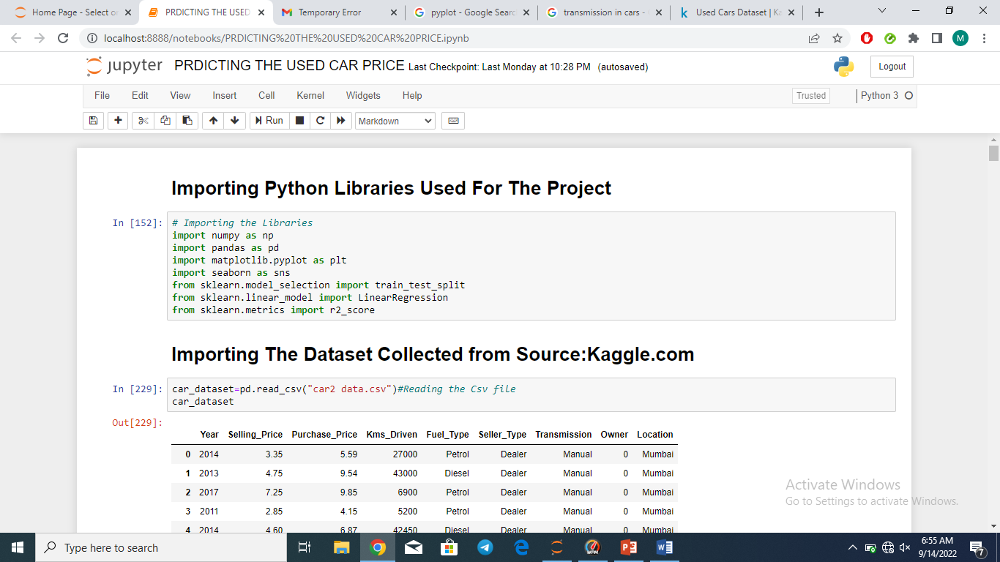 Home Page - Select or
PRDICTING THE USED
Temporary Error
pyplot - Google Searc
transmission in cars -
Used Cars Dataset | Ka
localhost:8888/notebooks/PRDICTING%20THE%20USED%20CAR%20PRICE.ipynb
M
jupyter PRDICTING THE USED CAR PRICE Last Checkpoint: Last Monday at 10:28 PM (autosaved)
Logout
File Edit View Insert Cell Kernel Widgets Help
Trusted
Python 3
Run
Markdown
Importing Python Libraries Used For The Project
In [152]:
# Importing the Libraries
import numpy as np
import pandas as pd
import matplotlib.pyplot as plt
import seaborn as sns
from sklearn.model_selection import train_test_split
from sklearn.linear_model import LinearRegression
from sklearn.metrics import r2_score
Importing The Dataset Collected from Source:Kaggle.com
In [229]:
car_dataset=pd.read_csv("car2 data.csv")#Reading the Csv file
car_dataset
Out[229]:
Year Selling_Price Purchase_Price Kms_Driven Fuel_Type Seller_Type Transmission Owner Location
0 2014 3.35 5.59 27000 Petrol Dealer Manual 0 Mumbai
1 2013 4.75 9.54 43000 Diesel Dealer Manual 0 Mumbai
2 2017 7.25 9.85 6900 Petrol Dealer Manual 0 Mumbai
3 2011 2.85 4.15 5200 Petrol Dealer Manual 0 Mumbai
4 2014 4.60 6.87 42450 Diesel Dealer Manual 0 Mumbai
Activate Windows
Go to Settings to activate Windows.
Type here to search
6:55 AM
9/14/2022
7